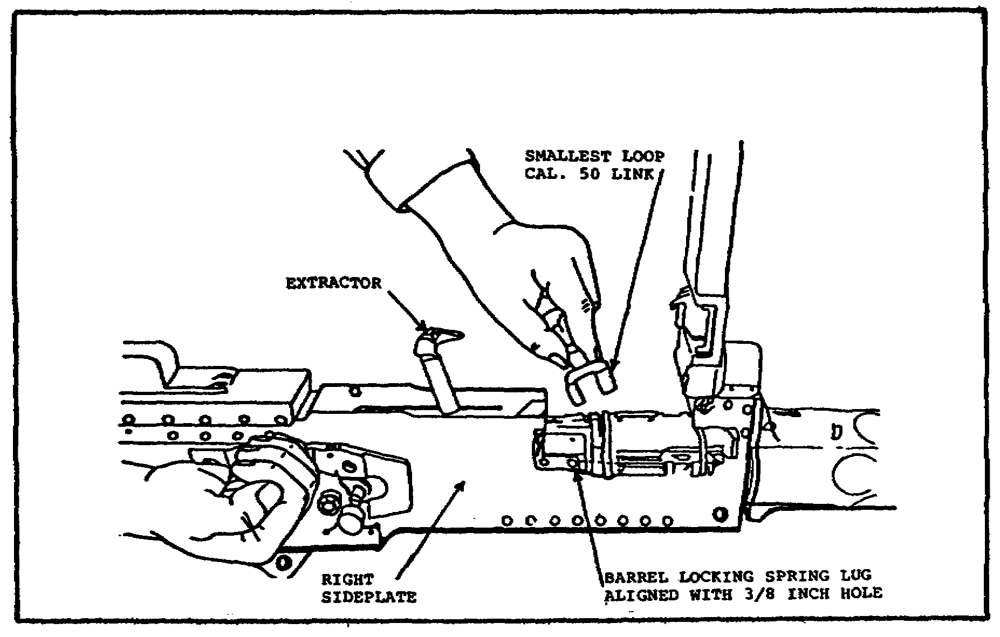 SMALLEST LOOP
CAL. 50 LINK
EXTRACTOR
D
RIGHT
SIDEPLATE
BARREL LOCKING SPRING LUG
ALIGNED WITH 3/8 INCH HOLE